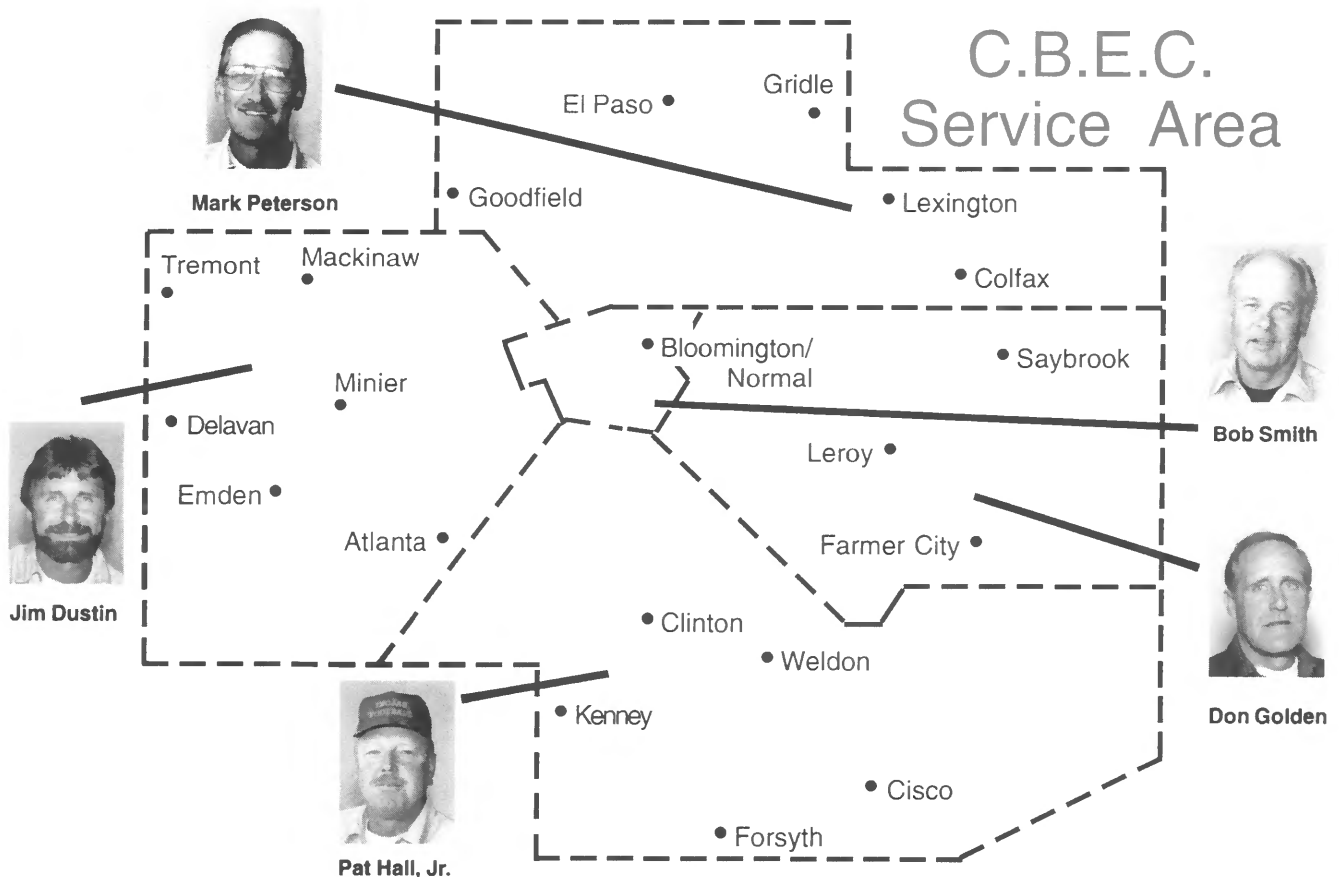 C.B.E.C.
Service Area
Gridle
El Paso
Mark Peterson
Goodfield
Lexington
Tremont
Mackinaw
Colfax
Bloomington/
Normal
Saybrook
Minier
Delavan
Bob Smith
Leroy
Emden
Atlanta
Farmer City
Jim Dustin
Clinton
Weldon
Kenney
Don Golden
Cisco
Forsyth
Pat Hall, Jr.